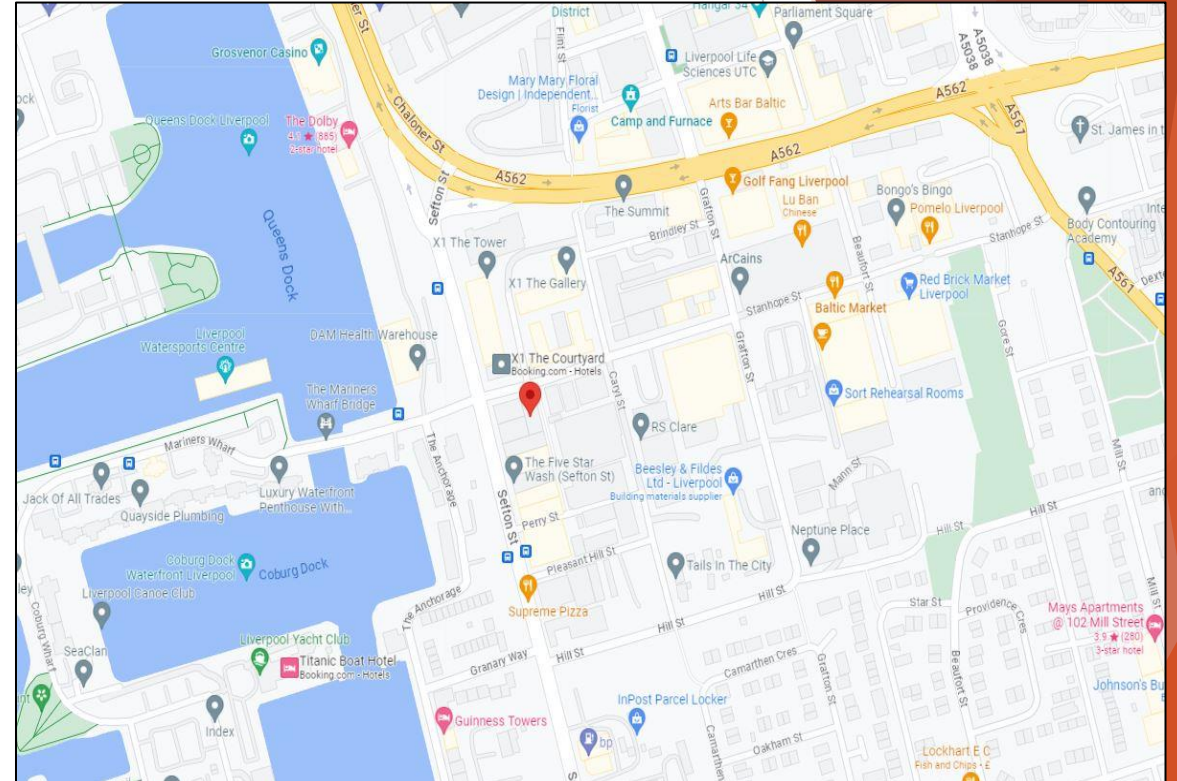 District
Hangar 34
Parliament Square
Flint St
A5038
A5038
Grosvenor Casino
Liverpool Life
Sciences UTC
A562
Mary Mary Floral
Design | Independent...
Florist
Camp and Furnace
Arts Bar Baltic
Chaloner St
Queens Dock Liverpool
The Dolby
4.2 ★ (885)
2-star hotel
A561
St. James in t
A562
A562
Golf Fang Liverpool
Lu Ban
Chinese
Bongo's Bingo
Pomelo Liverpool
Sefton St
The Summit
Grafton St
Brindley St
Beaufort St
Stanhope St
Body Contouring
Academy
Inte
Queens Dock
X1 The Tower
X1 The Gallery
ArCains
Red Brick Market
Liverpool
A561
Dexte
Stanhope St
Baltic Market
Liverpool
Watersports Centre
DAM Health Warehouse
Gore St
X1 The Courtyard
Booking.com - Hotels
Grafton St
Caryl St
The Mariners
Wharf Bridge
Sort Rehearsal Rooms
Mariners Wharf
RS Clare
The Anchorage
The Five Star
Wash (Sefton St)
Beesley & Fildes
Ltd - Liverpool
Building materials supplier
Mann St
Mill St
Jack Of All Trades
Quayside Plumbing
Luxury Waterfront
Penthouse With...
Sefton St
Perry St
Neptune Place
Hill St
Hill St
and
Coburg Dock
Waterfront Liverpool
Coburg Dock
Pleasant Hill St
Tails In The City
Liverpool Canoe Club
The Anchorage
Supreme Pizza
Hill St
Star St
Providence Cres
Mays Apartments
@ 102 Mill Street
3.9 ★ (280)
3-star hotel
Mill St
Coburg Wharf
Hill St
Liverpool Yacht Club
SeaClan
Titanic Boat Hotel
Booking.com - Hotels
Granary Way
Hill St
Carnarthen Cres
Grafton St
Beaufort St
Johnson's Bu
InPost Parcel Locker
Index
Guinness Towers
bp
Oakham St
Lockhart E C
Fish and Chips • £